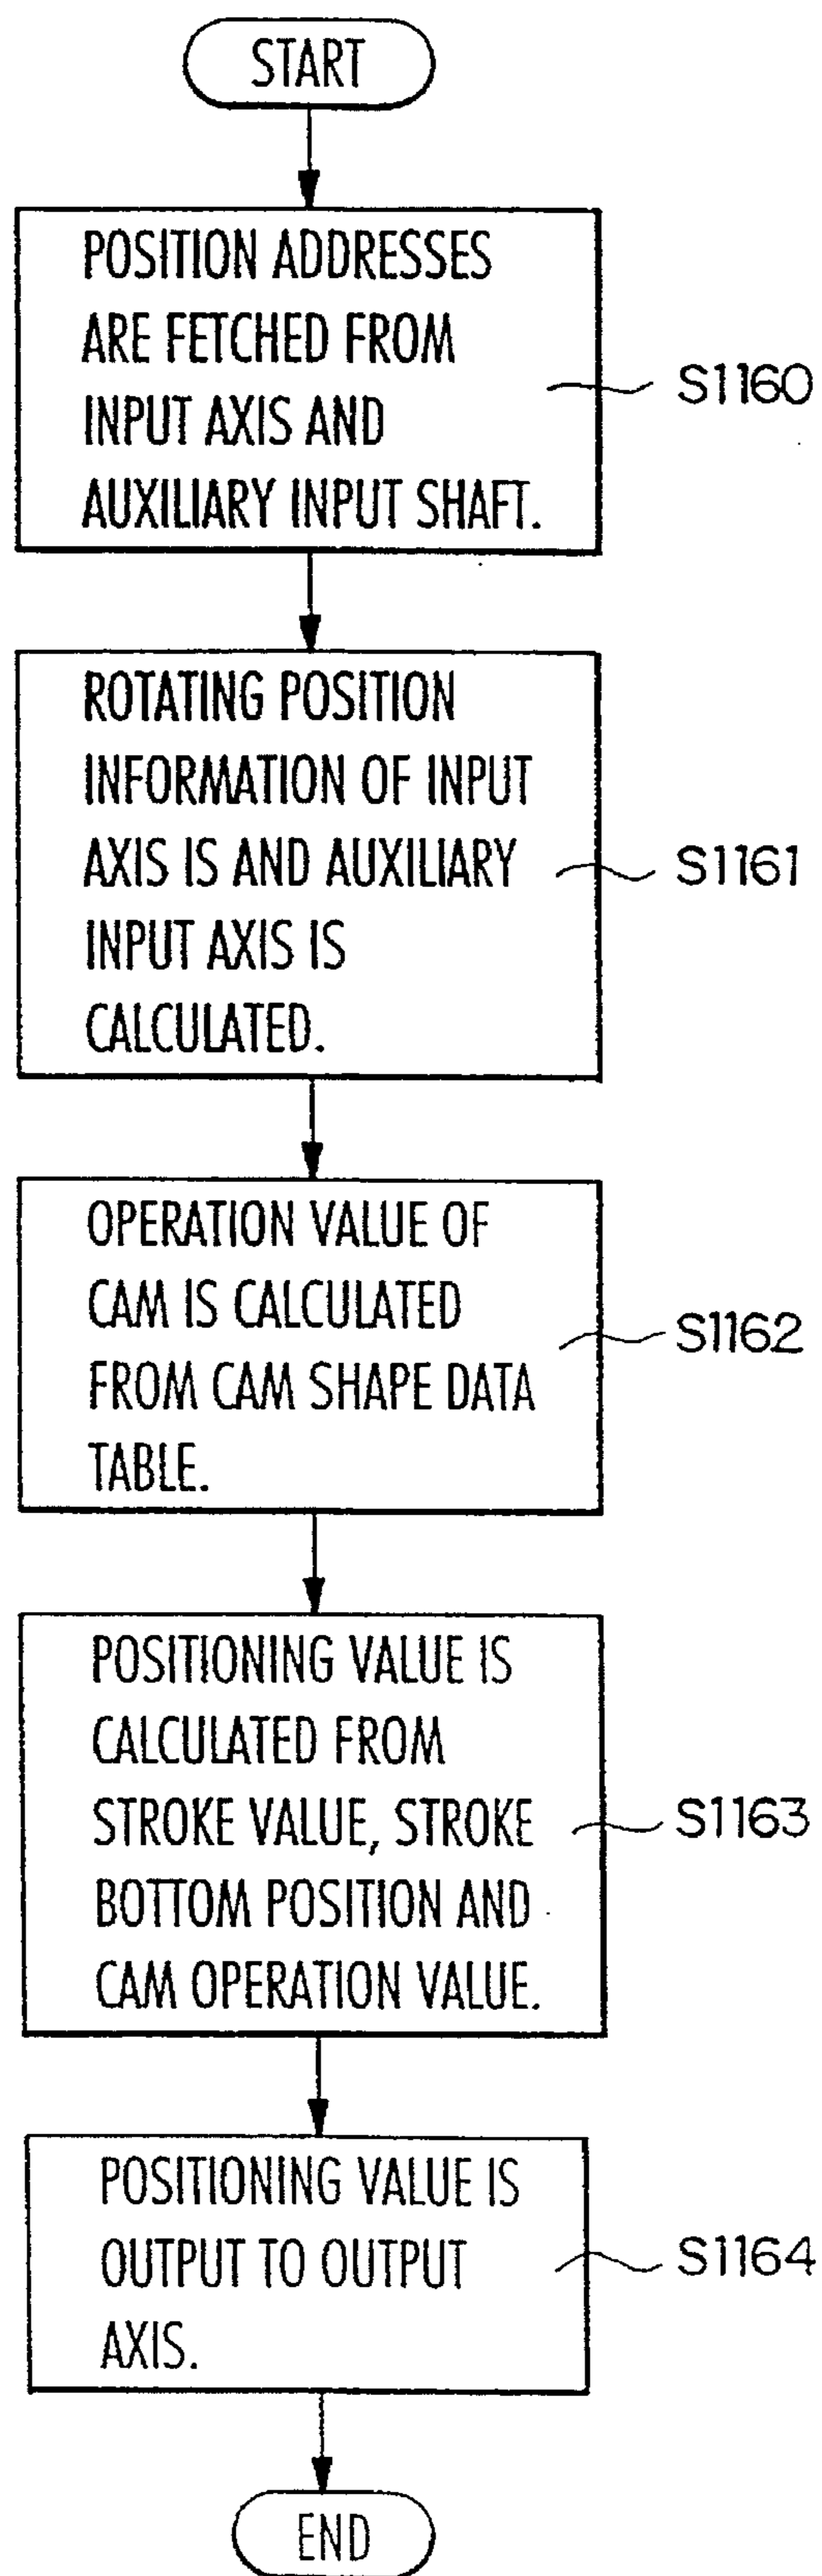 START
POSITION ADDRESSES
ARE FETCHED FROM
INPUT AXIS AND
AUXILIARY INPUT SHAFT.
S1160
ROTATING POSITION
INFORMATION OF INPUT
AXIS IS AND AUXILIARY
INPUT AXIS IS
CALCULATED.
S1161
OPERATION VALUE OF
CAM IS CALCULATED
FROM CAM SHAPE DATA
TABLE.
S1162
POSITIONING VALUE IS
CALCULATED FROM
STROKE VALUE, STROKE
BOTTOM POSITION AND
CAM OPERATION VALUE.
S1163
POSITIONING VALUE IS
OUTPUT TO OUTPUT
AXIS.
S1164
END